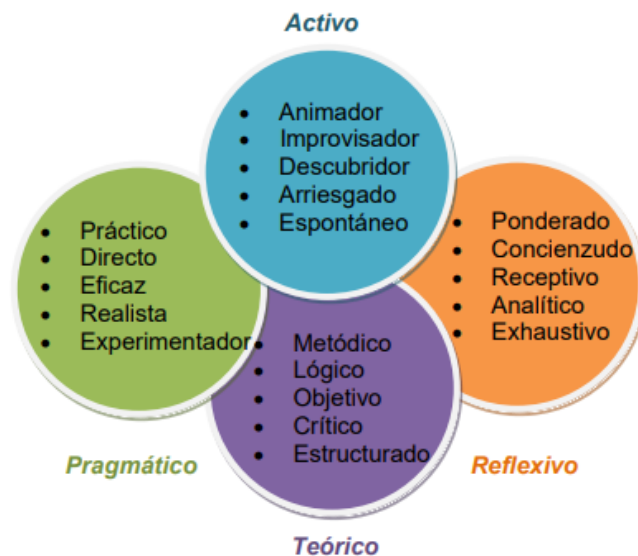 Activo
• Animador
• Improvisador
• Descubridor
• Arriesgado
• Espontáneo
• Práctico
• Directo
• Eficaz
• Realista
• Experimentador
• Ponderado
• Concienzudo
• Receptivo
• Analítico
• Exhaustivo
• Metódico
• Lógico
• Objetivo
• Crítico
• Estructurado
Pragmático
Reflexivo
Teórico